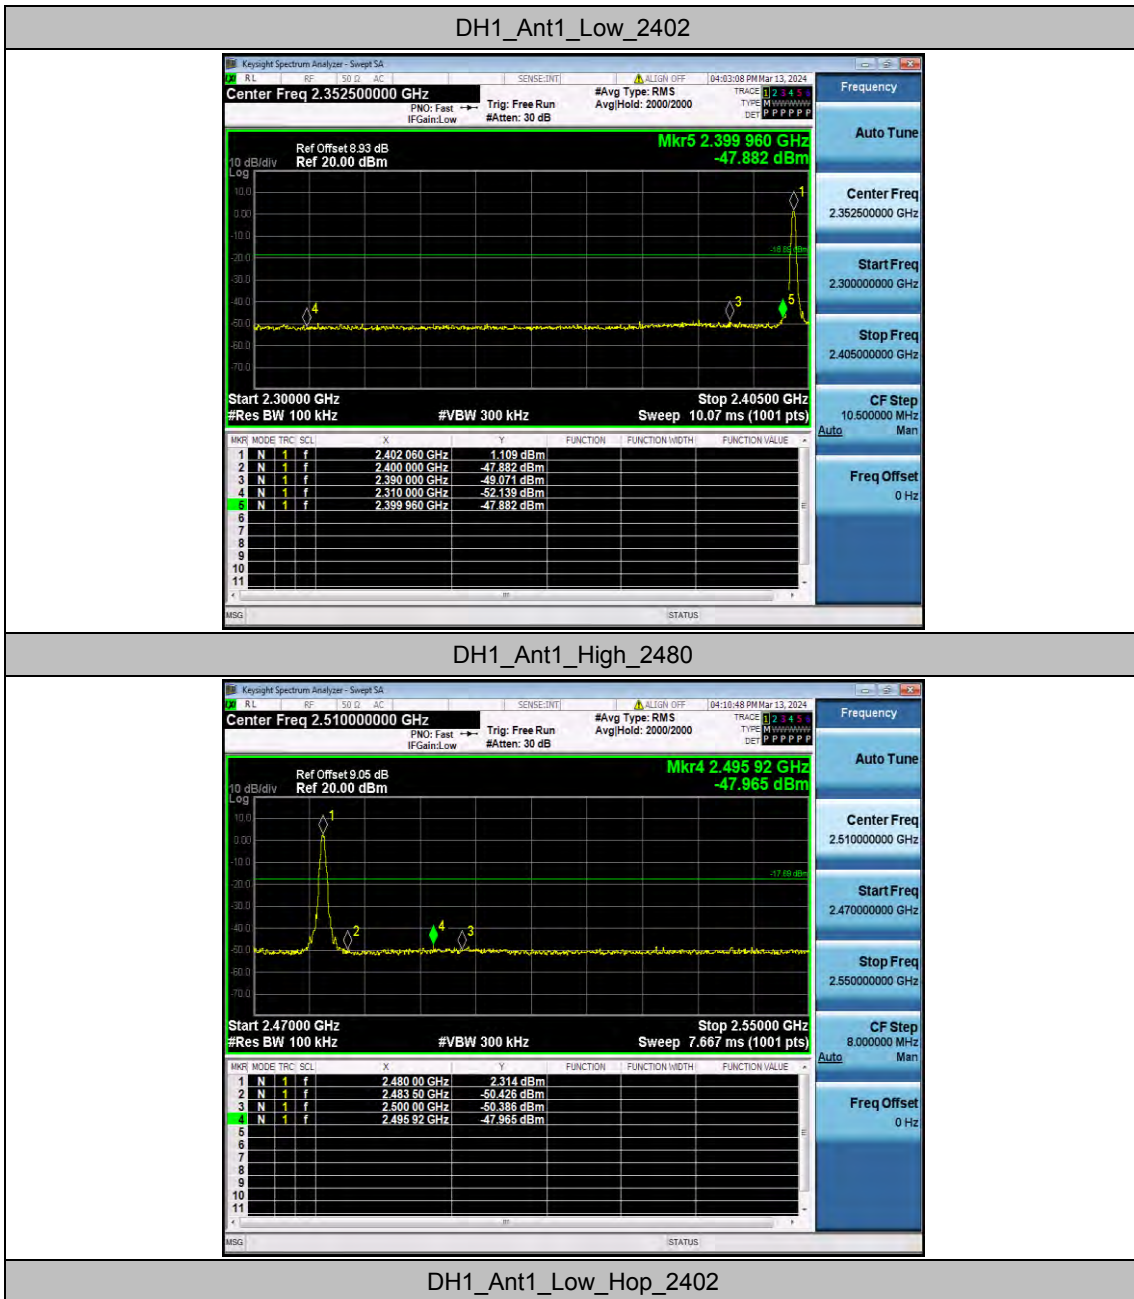 DH1_Ant1_Low_2402
Keysight Spectrum Analyzer - Swept SA
RL RF 50 Ω AC SENSE:INT ALIGN OFF 04:03:08 PM Mar 13, 2024
Center Freq 2.352500000 GHz
PNO: Fast
IFGain:Low
Trig: Free Run
#Atten: 30 dB
#Avg Type: RMS
Avg|Hold: 2000/2000
TRACE 1 2 3 4 5 6
TYPE M
DET P P P P P P
Frequency
Auto Tune
Center Freq
2.352500000 GHz
Start Freq
2.300000000 GHz
Stop Freq
2.405000000 GHz
CF Step
10.500000 MHz
Auto Man
Freq Offset
0 Hz
Mkr5 2.399 960 GHz
-47.882 dBm
Ref Offset 8.93 dB
10 dB/div Ref 20.00 dBm
Log
10.0
0.00
-10.0
-20.0
-30.0
-40.0
-50.0
-60.0
-70.0
1
4
3
5
Start 2.30000 GHz Stop 2.40500 GHz
#Res BW 100 kHz #VBW 300 kHz Sweep 10.07 ms (1001 pts)
MKR MODE TRC SCL X Y FUNCTION FUNCTION WIDTH FUNCTION VALUE
1 N 1 f 2.402 060 GHz 1.109 dBm
2 N 1 f 2.400 000 GHz -47.882 dBm
3 N 1 f 2.390 000 GHz -49.071 dBm
4 N 1 f 2.310 000 GHz -52.139 dBm
5 N 1 f 2.399 960 GHz -47.882 dBm
6
7
8
9
10
11
MSG STATUS
DH1_Ant1_High_2480
Keysight Spectrum Analyzer - Swept SA
RL RF 50 Ω AC SENSE:INT ALIGN OFF 04:10:48 PM Mar 13, 2024
Center Freq 2.510000000 GHz
PNO: Fast
IFGain:Low
Trig: Free Run
#Atten: 30 dB
#Avg Type: RMS
Avg|Hold: 2000/2000
TRACE 1 2 3 4 5 6
TYPE M
DET P P P P P P
Frequency
Auto Tune
Center Freq
2.510000000 GHz
Start Freq
2.470000000 GHz
Stop Freq
2.550000000 GHz
CF Step
8.000000 MHz
Auto Man
Freq Offset
0 Hz
Mkr4 2.495 92 GHz
-47.965 dBm
Ref Offset 9.05 dB
10 dB/div Ref 20.00 dBm
Log
10.0
0.00
-10.0
-20.0
-30.0
-40.0
-50.0
-60.0
-70.0
-17.69 dBm
1
2
4
3
Start 2.47000 GHz Stop 2.55000 GHz
#Res BW 100 kHz #VBW 300 kHz Sweep 7.667 ms (1001 pts)
MKR MODE TRC SCL X Y FUNCTION FUNCTION WIDTH FUNCTION VALUE
1 N 1 f 2.480 00 GHz 2.314 dBm
2 N 1 f 2.483 50 GHz -50.426 dBm
3 N 1 f 2.500 00 GHz -50.386 dBm
4 N 1 f 2.495 92 GHz -47.965 dBm
5
6
7
8
9
10
11
MSG STATUS
DH1_Ant1_Low_Hop_2402